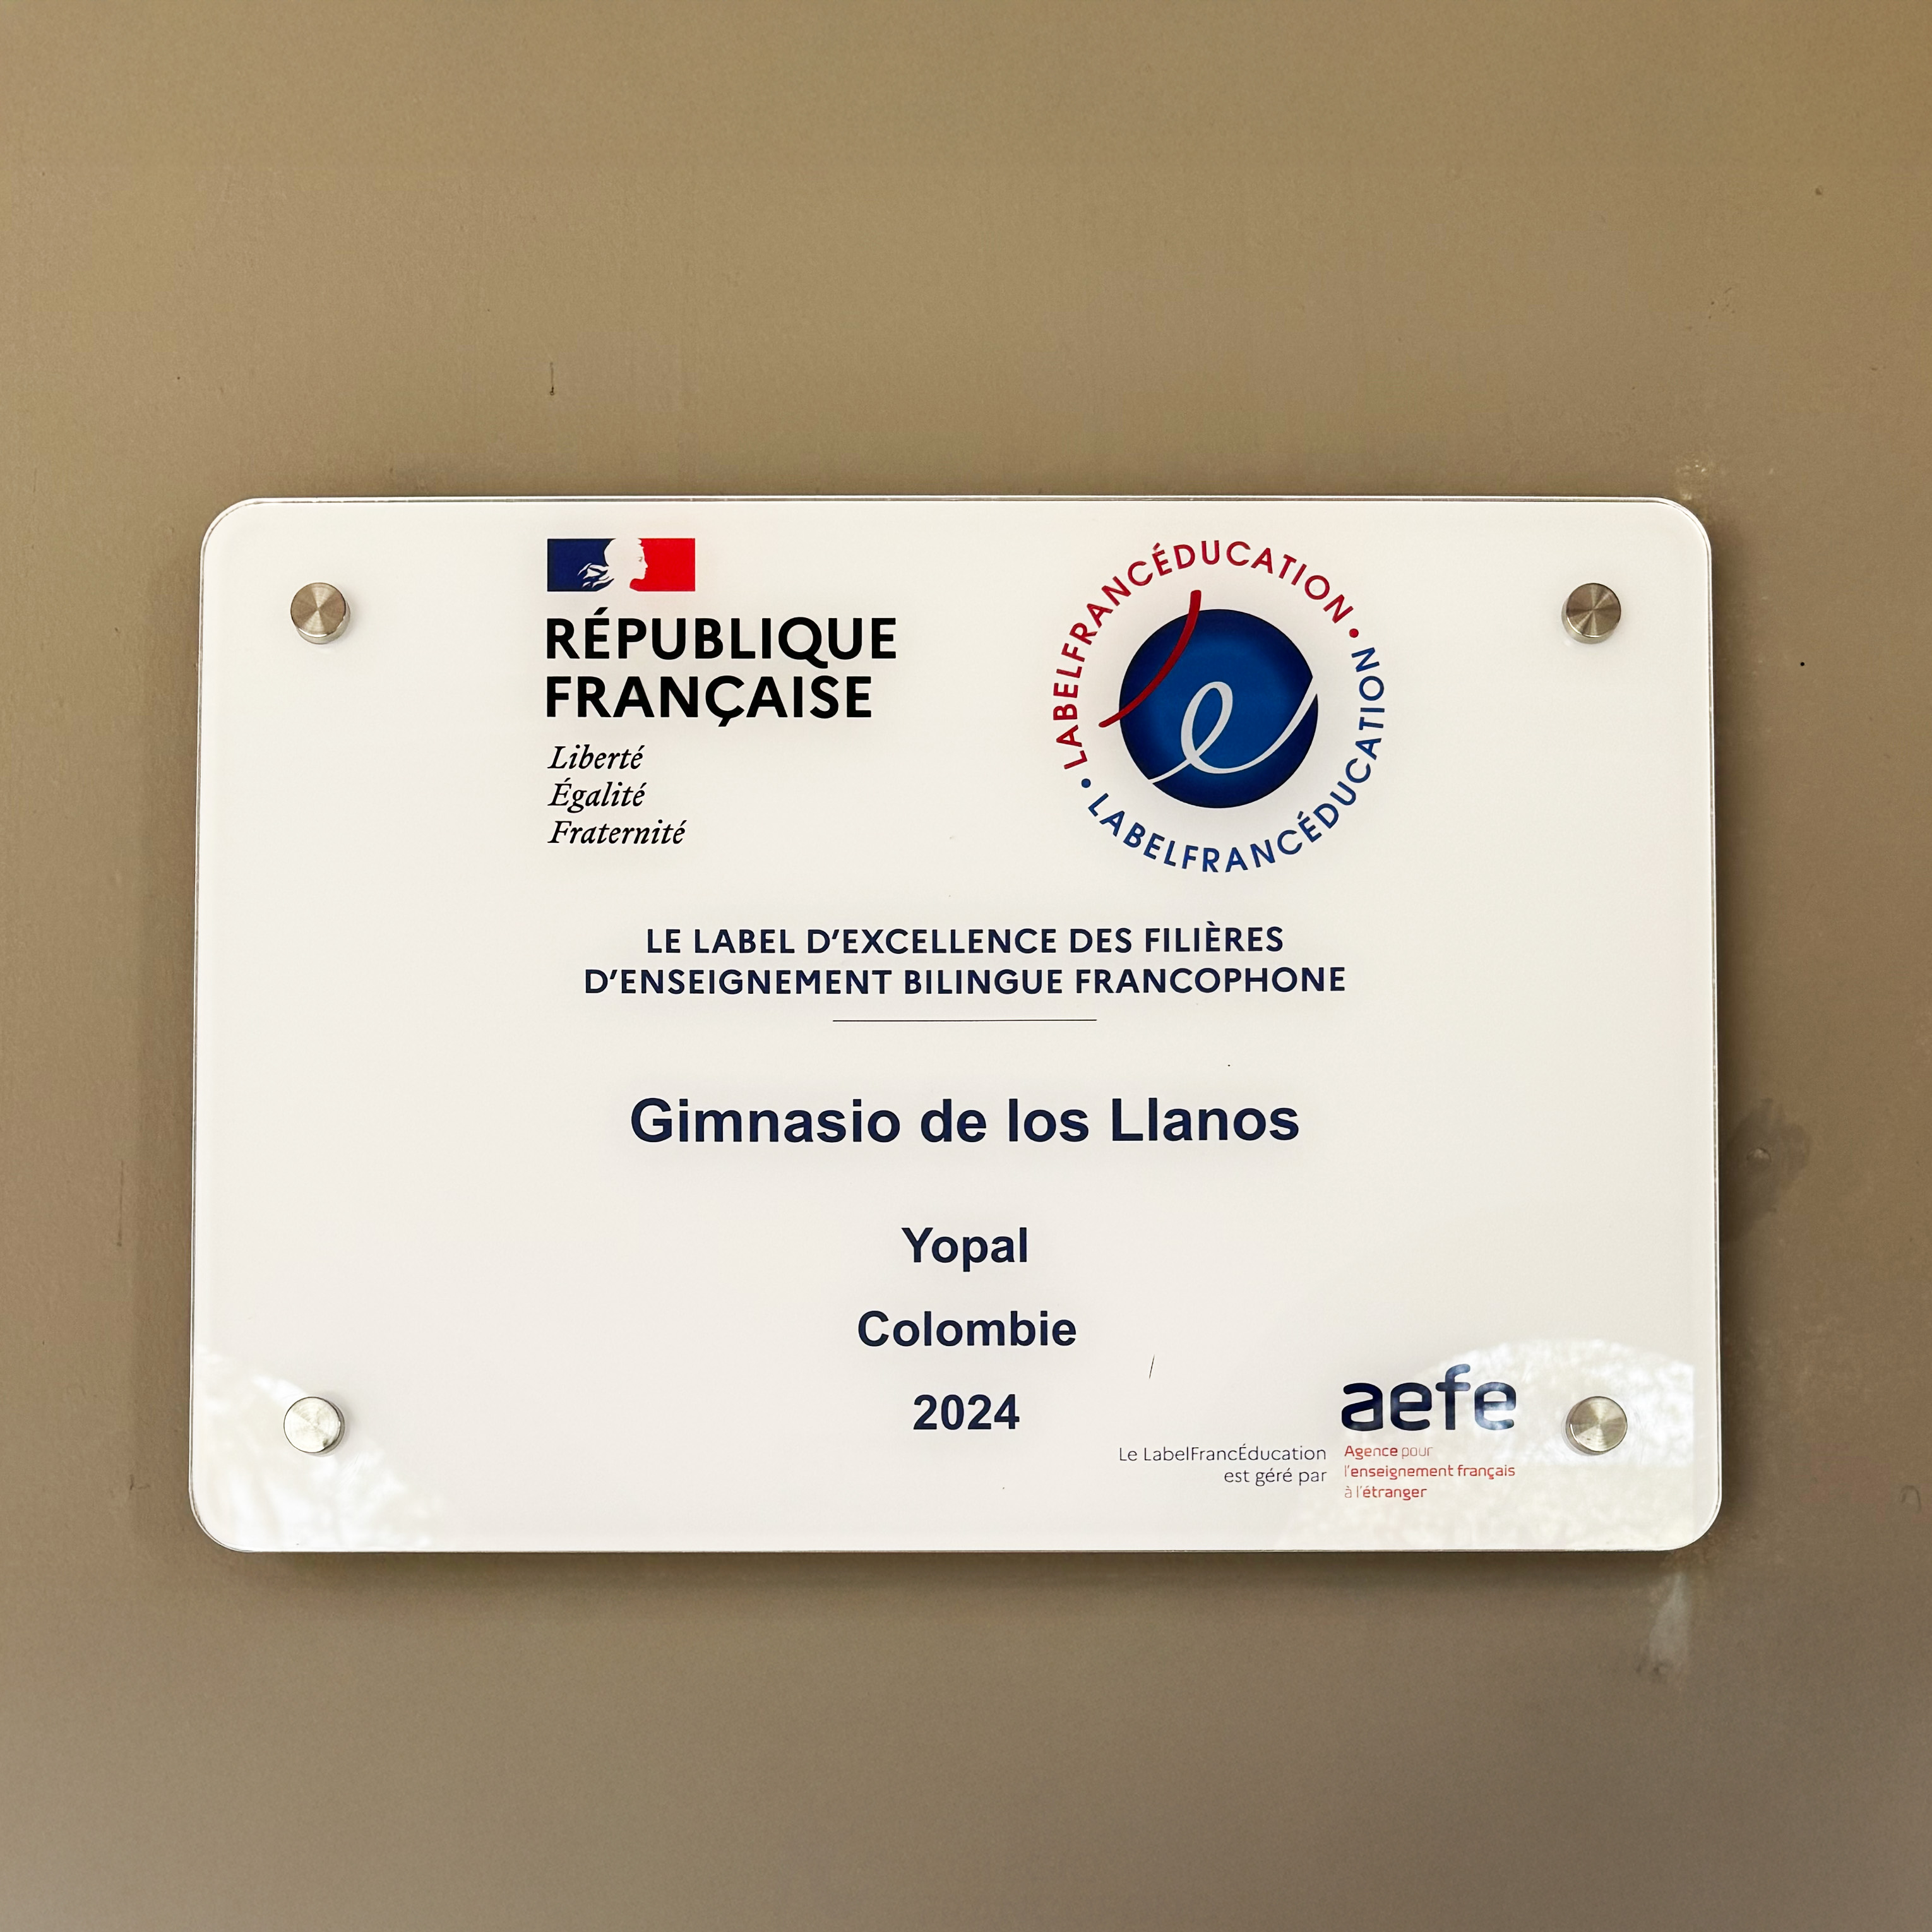 RÉPUBLIQUE
FRANÇAISE
Liberté
Égalité
Fraternité
• LABELFRANCÉDUCATION • LABELFRANCÉDUCATION
LE LABEL D’EXCELLENCE DES FILIÈRES
D’ENSEIGNEMENT BILINGUE FRANCOPHONE
Gimnasio de los Llanos
Yopal
Colombie
2024
Le LabelFrancÉducation
est géré par
aefe
Agence pour
l’enseignement français
à l’étranger